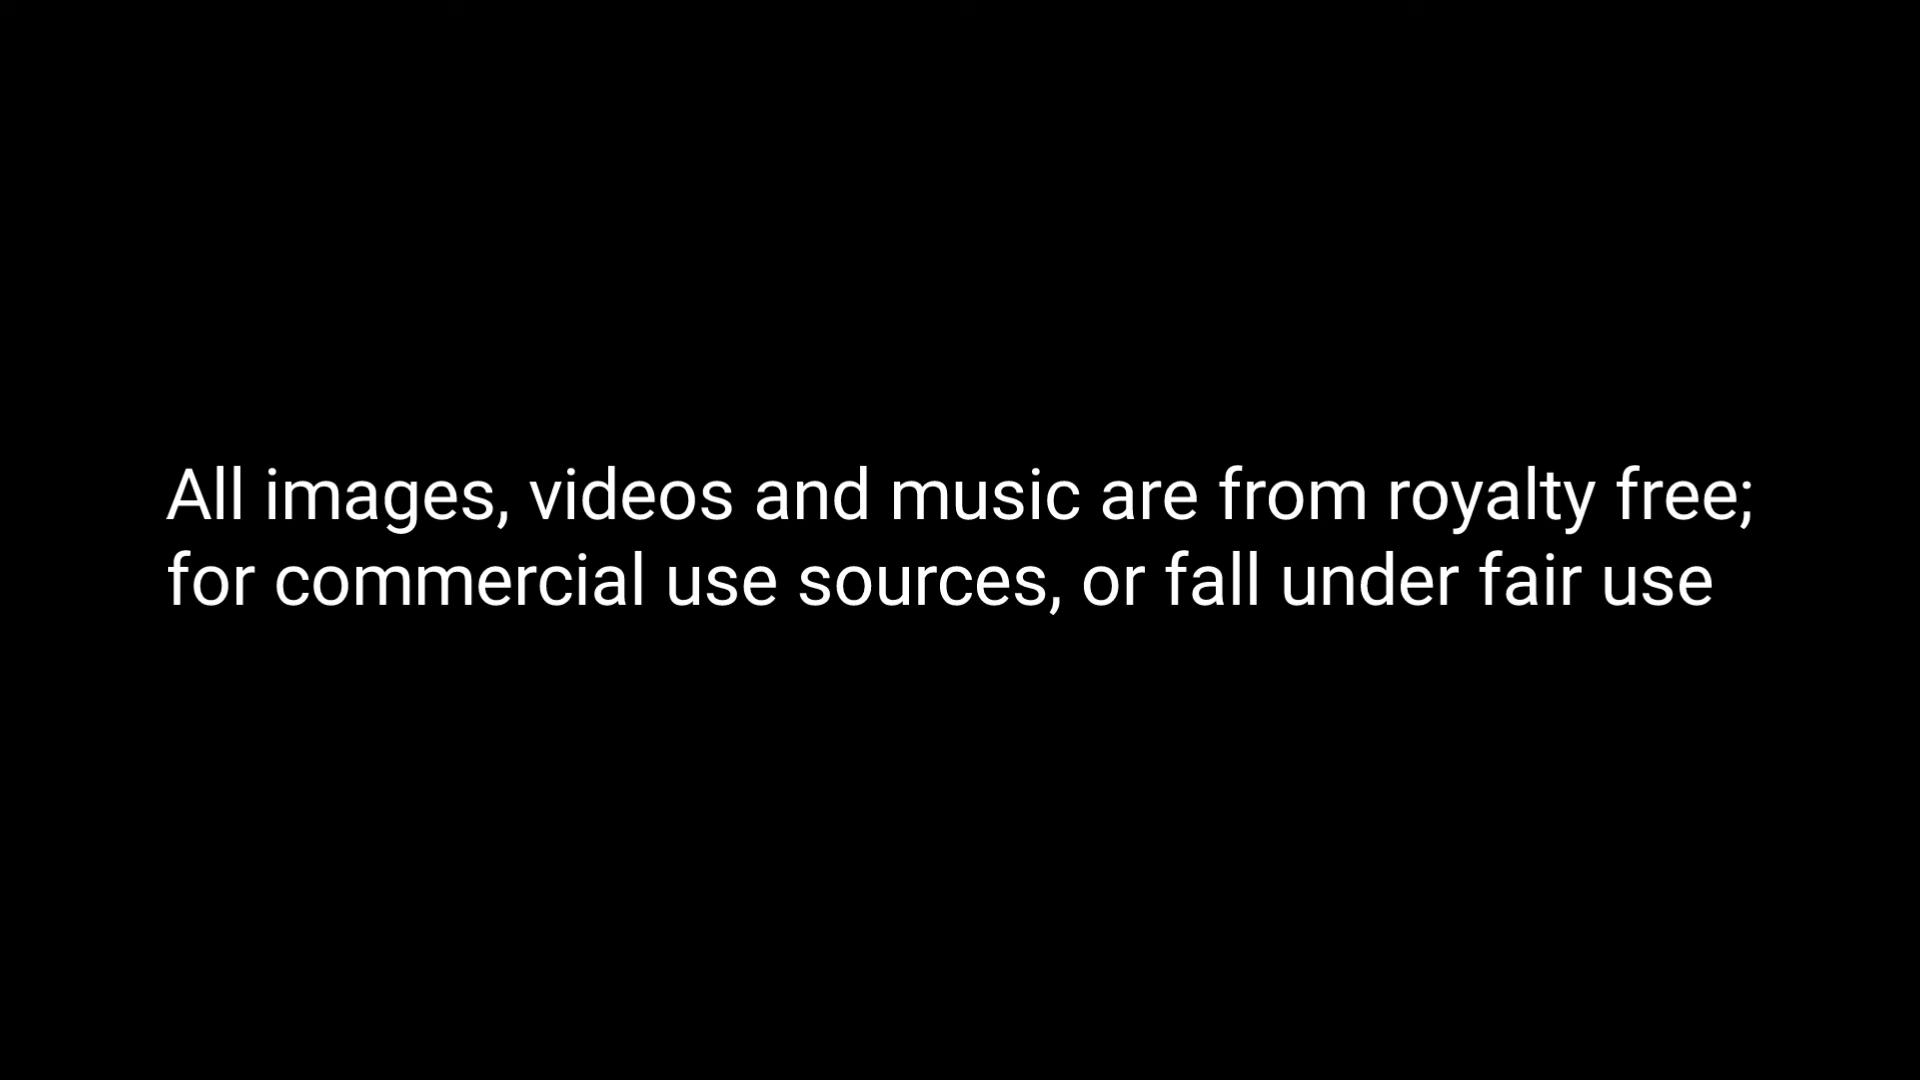 All images, videos and music are from royalty free;
for commercial use sources, or fall under fair use